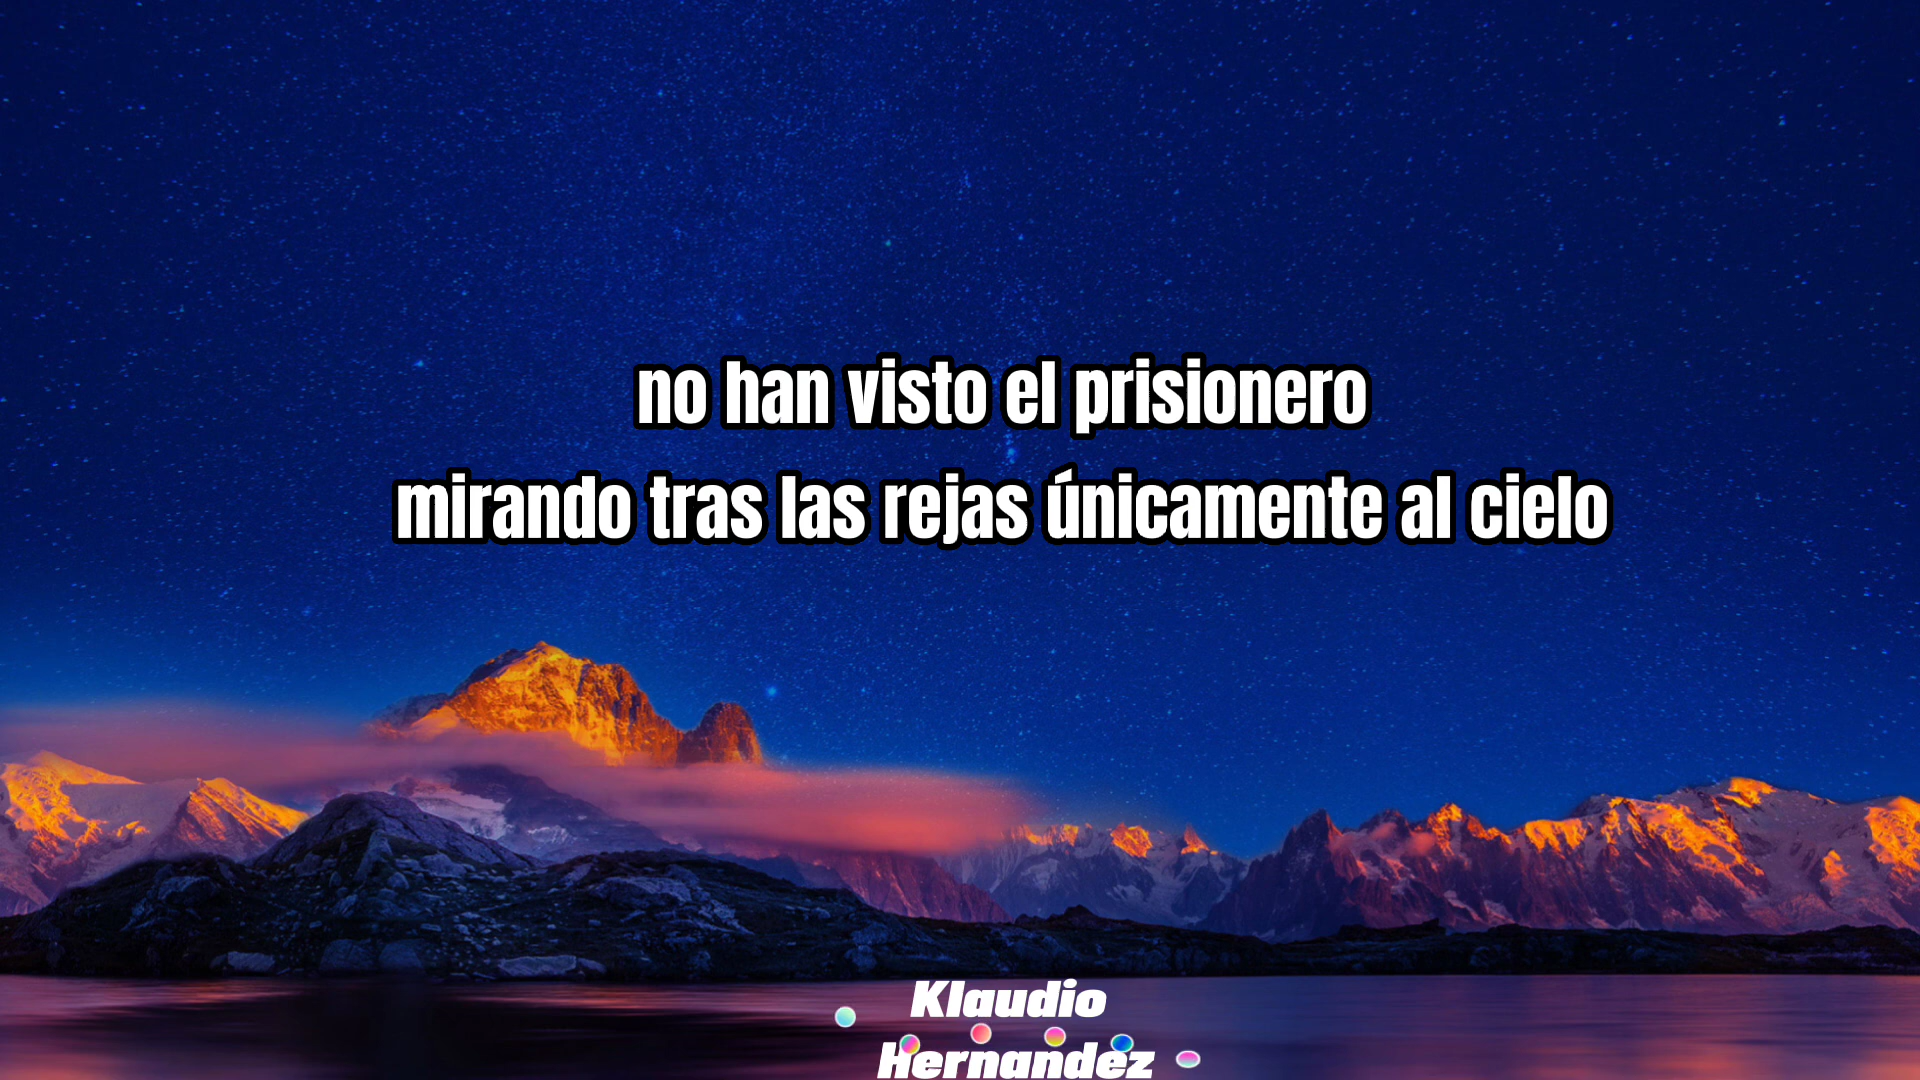 no han visto el prisionero
mirando tras las rejas únicamente al cielo
Klaudio
Hernandez